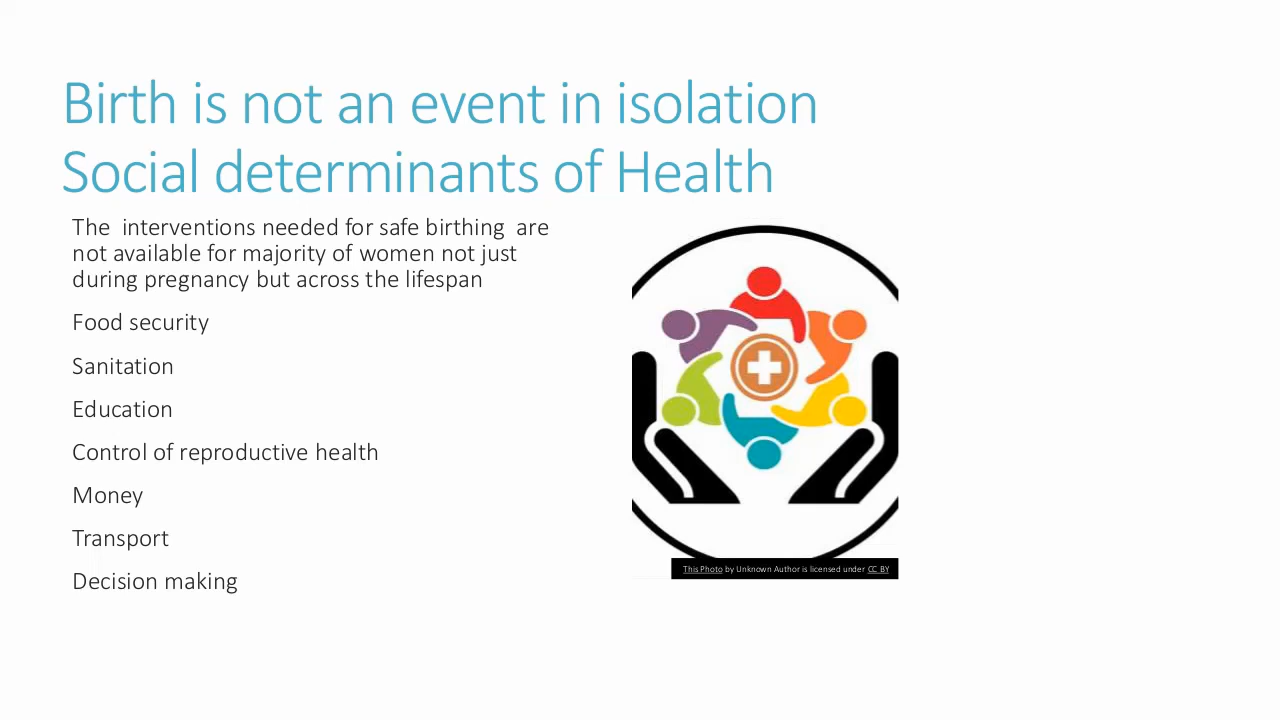 Birth is not an event in isolation
Social determinants of Health
The  interventions needed for safe birthing  are
not available for majority of women not just
during pregnancy but across the lifespan
Food security
Sanitation
Education
Control of reproductive health
Money
Transport
Decision making
This Photo by Unknown Author is licensed under CC BY